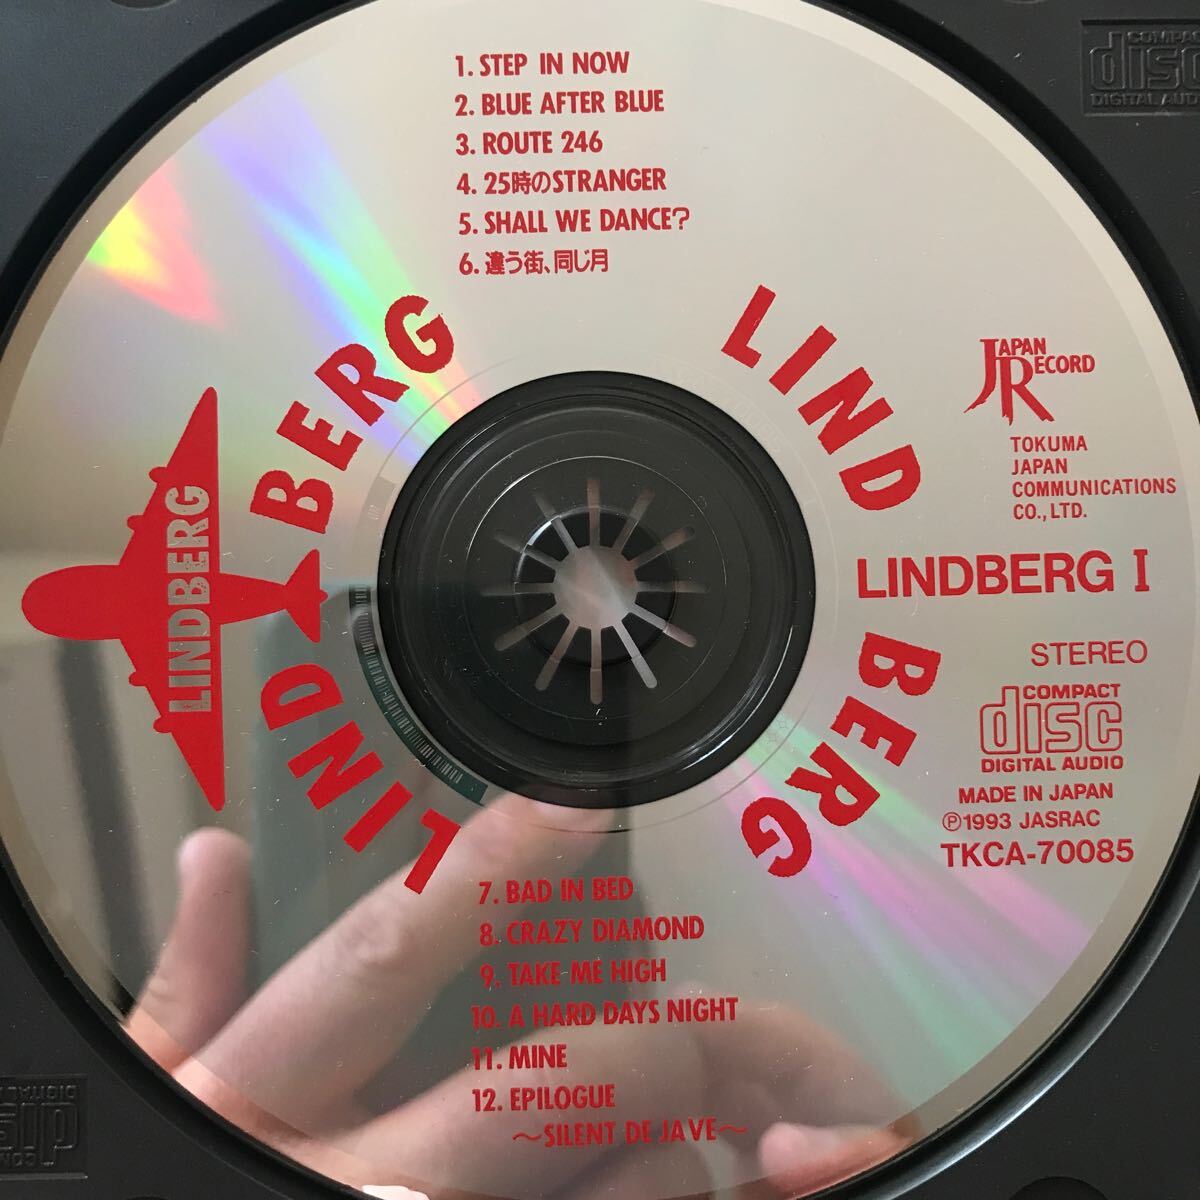 1. STEP IN NOW
2. BLUE AFTER BLUE
3. ROUTE 246
4. 25時のSTRANGER
5. SHALL WE DANCE?
6. 違う街、同じ月
LIND BERG
LIND BERG
LINDBERG
JAPAN
RECORD
TOKUMA
JAPAN
COMMUNICATIONS
CO., LTD.
LINDBERG I
STEREO
COMPACT
disc
DIGITAL AUDIO
MADE IN JAPAN
Ⓟ1993 JASRAC
TKCA-70085
7. BAD IN BED
8. CRAZY DIAMOND
9. TAKE ME HIGH
10. A HARD DAYS NIGHT
11. MINE
12. EPILOGUE
～SILENT DE JAVE～
disc
DIGITAL